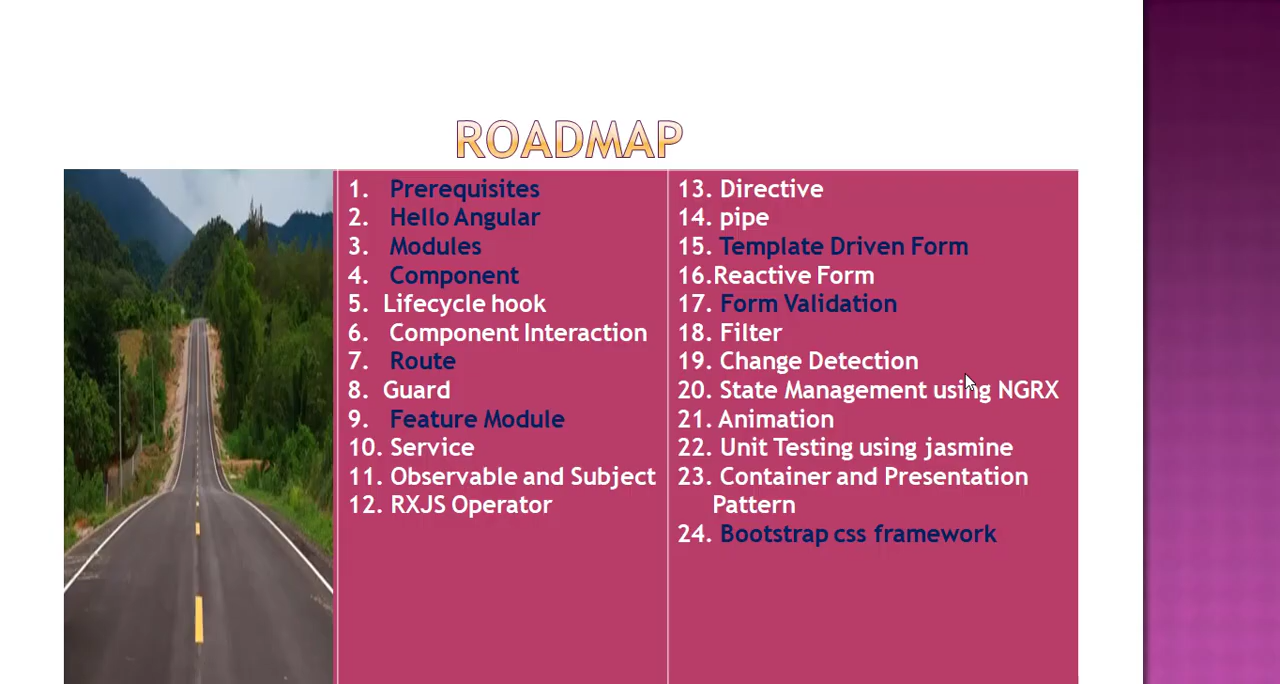 ROADMAP
1. Prerequisites
2. Hello Angular
3. Modules
4. Component
5. Lifecycle hook
6. Component Interaction
7. Route
8. Guard
9. Feature Module
10. Service
11. Observable and Subject
12. RXJS Operator
13. Directive
14. pipe
15. Template Driven Form
16.Reactive Form
17. Form Validation
18. Filter
19. Change Detection
20. State Management using NGRX
21. Animation
22. Unit Testing using jasmine
23. Container and Presentation
Pattern
24. Bootstrap css framework